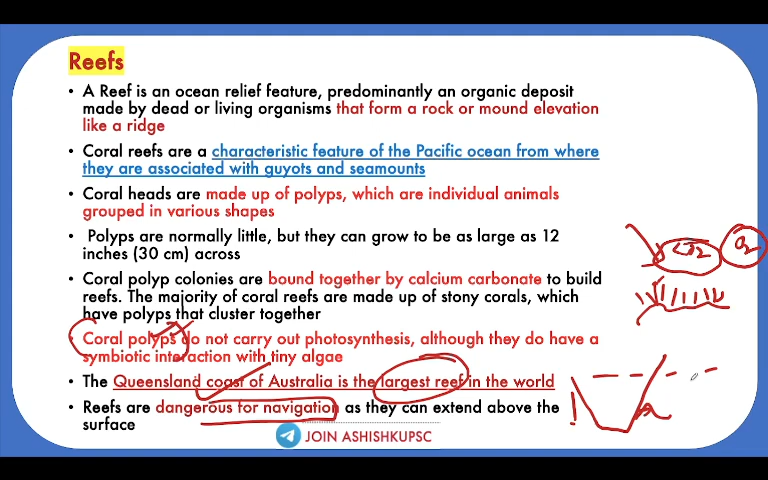 Reefs
• A Reef is an ocean relief feature, predominantly an organic deposit
made by dead or living organisms that form a rock or mound elevation
like a ridge
• Coral reefs are a characteristic feature of the Pacific ocean from where
they are associated with guyots and seamounts
• Coral heads are made up of polyps, which are individual animals
grouped in various shapes
• Polyps are normally little, but they can grow to be as large as 12
inches (30 cm) across
• Coral polyp colonies are bound together by calcium carbonate to build
reefs. The majority of coral reefs are made up of stony corals, which
have polyps that cluster together
• Coral polyps do not carry out photosynthesis, although they do have a
symbiotic interaction with tiny algae
• The Queensland coast of Australia is the largest reef in the world
• Reefs are dangerous for navigation as they can extend above the
surface
JOIN ASHISHKUPSC